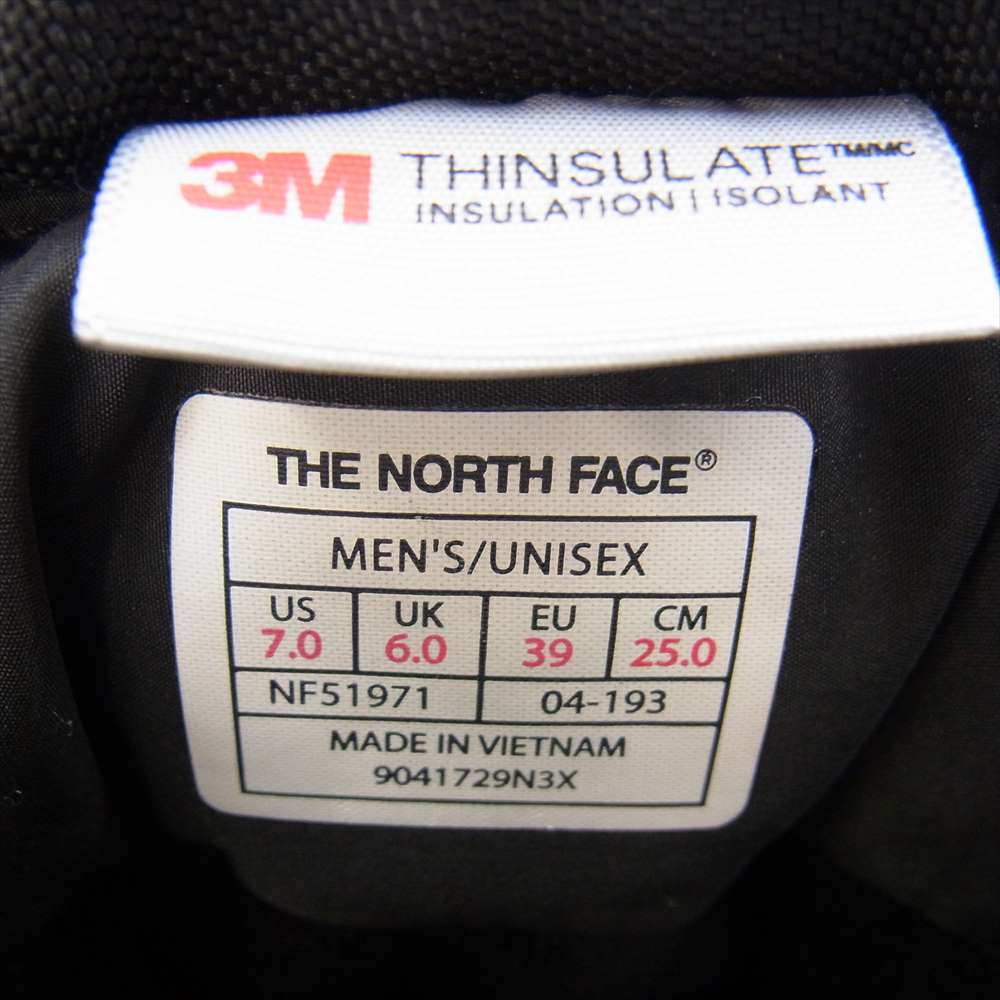 3M THINSULATE™/MC
INSULATION | ISOLANT
THE NORTH FACE®
MEN'S/UNISEX
US UK EU CM
7.0 6.0 39 25.0
NF51971 04-193
MADE IN VIETNAM
9041729N3X